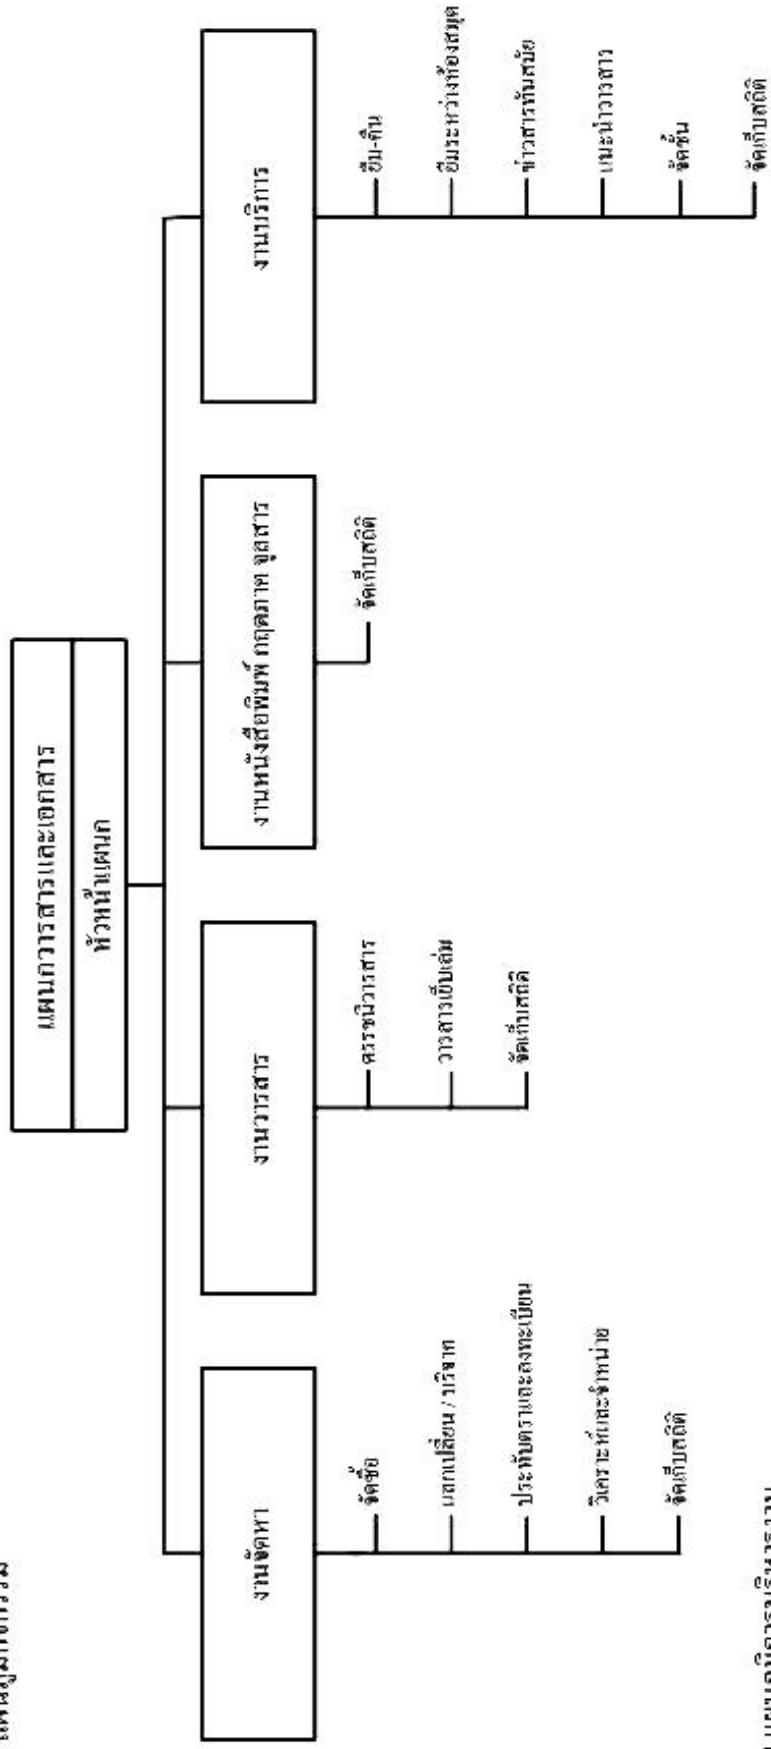 แผนภูมิกิจกรรม
แผนกวารสารและเอกสาร
หัวหน้าแผนก
งานจัดหา
จัดซื้อ
แลกเปลี่ยน / บริจาค
ประทับตราและลงทะเบียน
วิเคราะห์และจำหน่าย
จัดเก็บสถิติ
งานวารสาร
ดรรชนีวารสาร
วารสารเย็บเล่ม
จัดเก็บสถิติ
งานหนังสือพิมพ์ กฤตภาค จุลสาร
จัดเก็บสถิติ
งานบริการ
ยืม-คืน
ยืมระหว่างห้องสมุด
ข่าวสารทันสมัย
แนะนำวารสาร
จัดชั้น
จัดเก็บสถิติ